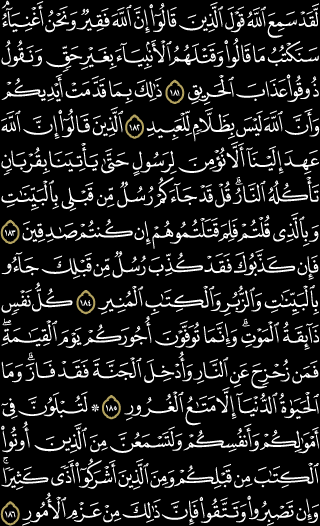 لَّقَدْ سَمِعَ ٱللَّهُ قَوْلَ ٱلَّذِينَ قَالُوٓا۟ إِنَّ ٱللَّهَ فَقِيرٌ وَنَحْنُ أَغْنِيَآءُ ۘ
سَنَكْتُبُ مَا قَالُوا۟ وَقَتْلَهُمُ ٱلْأَنۢبِيَآءَ بِغَيْرِ حَقٍّ وَنَقُولُ
ذُوقُوا۟ عَذَابَ ٱلْحَرِيقِ ١٨١ ذَٰلِكَ بِمَا قَدَّمَتْ أَيْدِيكُمْ
وَأَنَّ ٱللَّهَ لَيْسَ بِظَلَّامٍ لِّلْعَبِيدِ ١٨٢ ٱلَّذِينَ قَالُوٓا۟ إِنَّ ٱللَّهَ
عَهِدَ إِلَيْنَآ أَلَّا نُؤْمِنَ لِرَسُولٍ حَتَّىٰ يَأْتِيَنَا بِقُرْبَانٍ
تَأْكُلُهُ ٱلنَّارُ ۗ قُلْ قَدْ جَآءَكُمْ رُسُلٌ مِّن قَبْلِى بِٱلْبَيِّنَٰتِ
وَبِٱلَّذِى قُلْتُمْ فَلِمَ قَتَلْتُمُوهُمْ إِن كُنتُمْ صَٰدِقِينَ ١٨٣
فَإِن كَذَّبُوكَ فَقَدْ كُذِّبَ رُسُلٌ مِّن قَبْلِكَ جَآءُو
بِٱلْبَيِّنَٰتِ وَٱلزُّبُرِ وَٱلْكِتَٰبِ ٱلْمُنِيرِ ١٨٤ كُلُّ نَفْسٍ
ذَآئِقَةُ ٱلْمَوْتِ ۗ وَإِنَّمَا تُوَفَّوْنَ أُجُورَكُمْ يَوْمَ ٱلْقِيَٰمَةِ ۖ
فَمَن زُحْزِحَ عَنِ ٱلنَّارِ وَأُدْخِلَ ٱلْجَنَّةَ فَقَدْ فَازَ ۗ وَمَا
ٱلْحَيَوٰةُ ٱلدُّنْيَآ إِلَّا مَتَٰعُ ٱلْغُرُورِ ١٨٥ ۞ لَتُبْلَوُنَّ فِىٓ
أَمْوَٰلِكُمْ وَأَنفُسِكُمْ وَلَتَسْمَعُنَّ مِنَ ٱلَّذِينَ أُوتُوا۟
ٱلْكِتَٰبَ مِن قَبْلِكُمْ وَمِنَ ٱلَّذِينَ أَشْرَكُوٓا۟ أَذًى كَثِيرًا ۚ
وَإِن تَصْبِرُوا۟ وَتَتَّقُوا۟ فَإِنَّ ذَٰلِكَ مِنْ عَزْمِ ٱلْأُمُورِ ١٨٦